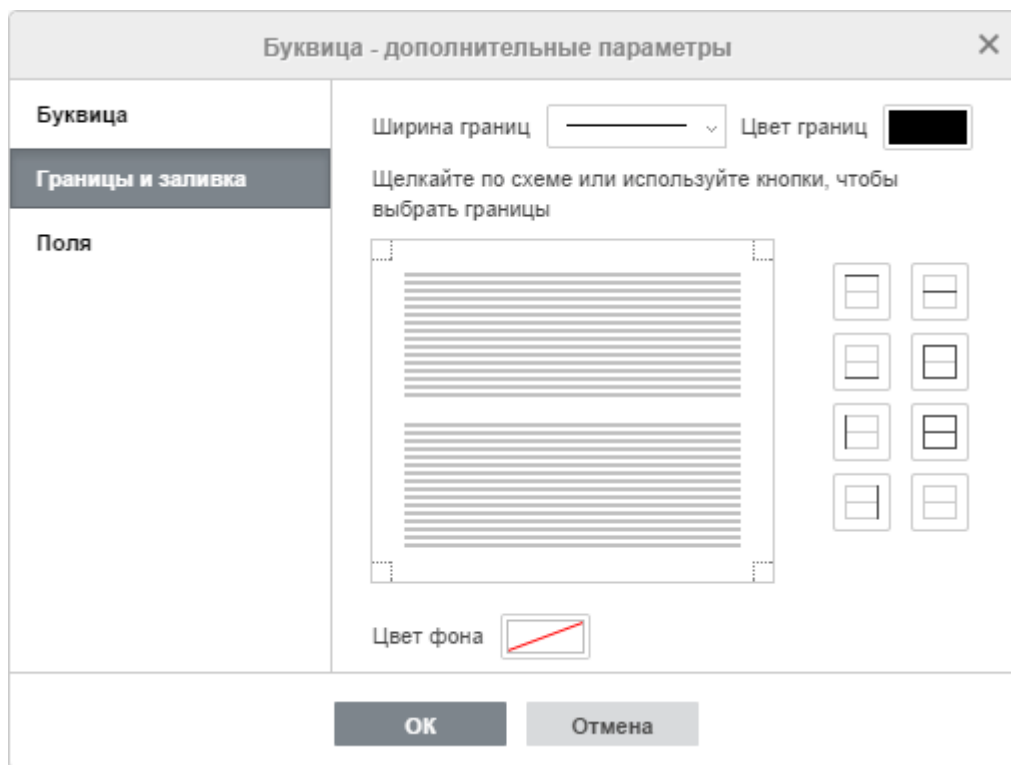 Буквица - дополнительные параметры
Буквица
Границы и заливка
Поля
Ширина границ
Цвет границ
Щелкайте по схеме или используйте кнопки, чтобы
выбрать границы
Цвет фона
ОК
Отмена